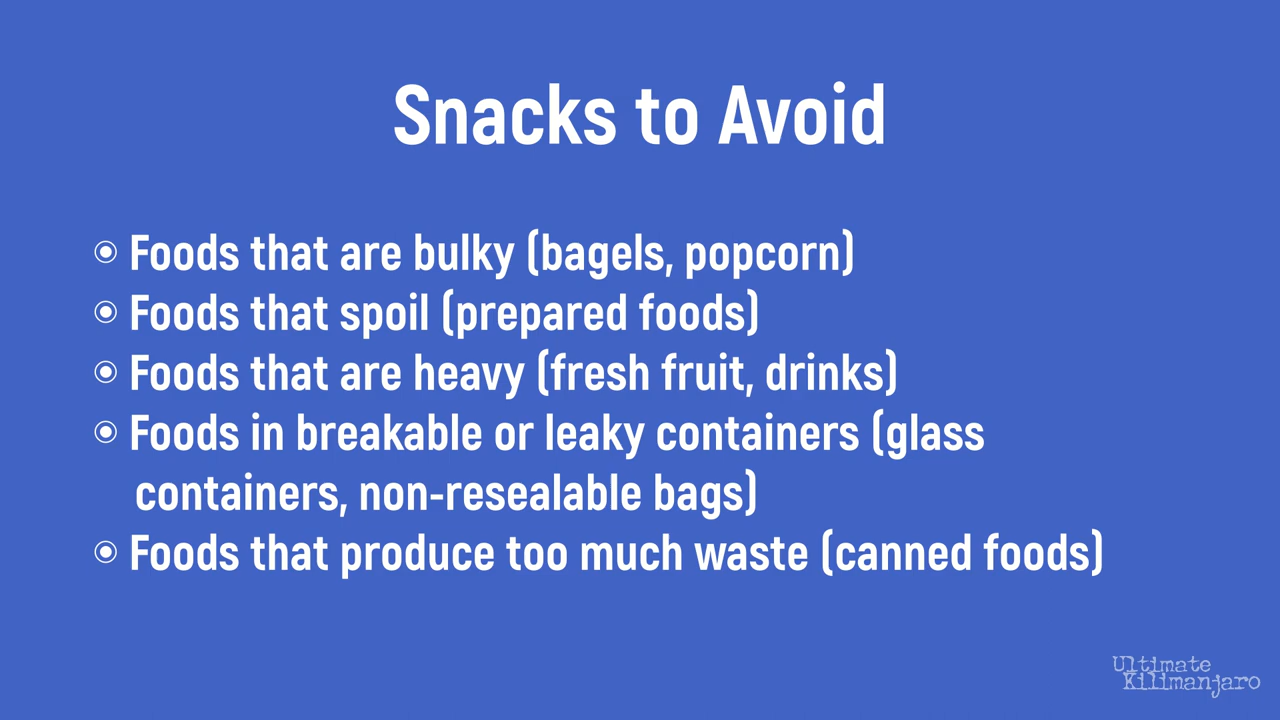 Snacks to Avoid
◉ Foods that are bulky (bagels, popcorn)
◉ Foods that spoil (prepared foods)
◉ Foods that are heavy (fresh fruit, drinks)
◉ Foods in breakable or leaky containers (glass
containers, non-resealable bags)
◉ Foods that produce too much waste (canned foods)
Ultimate
Kilimanjaro